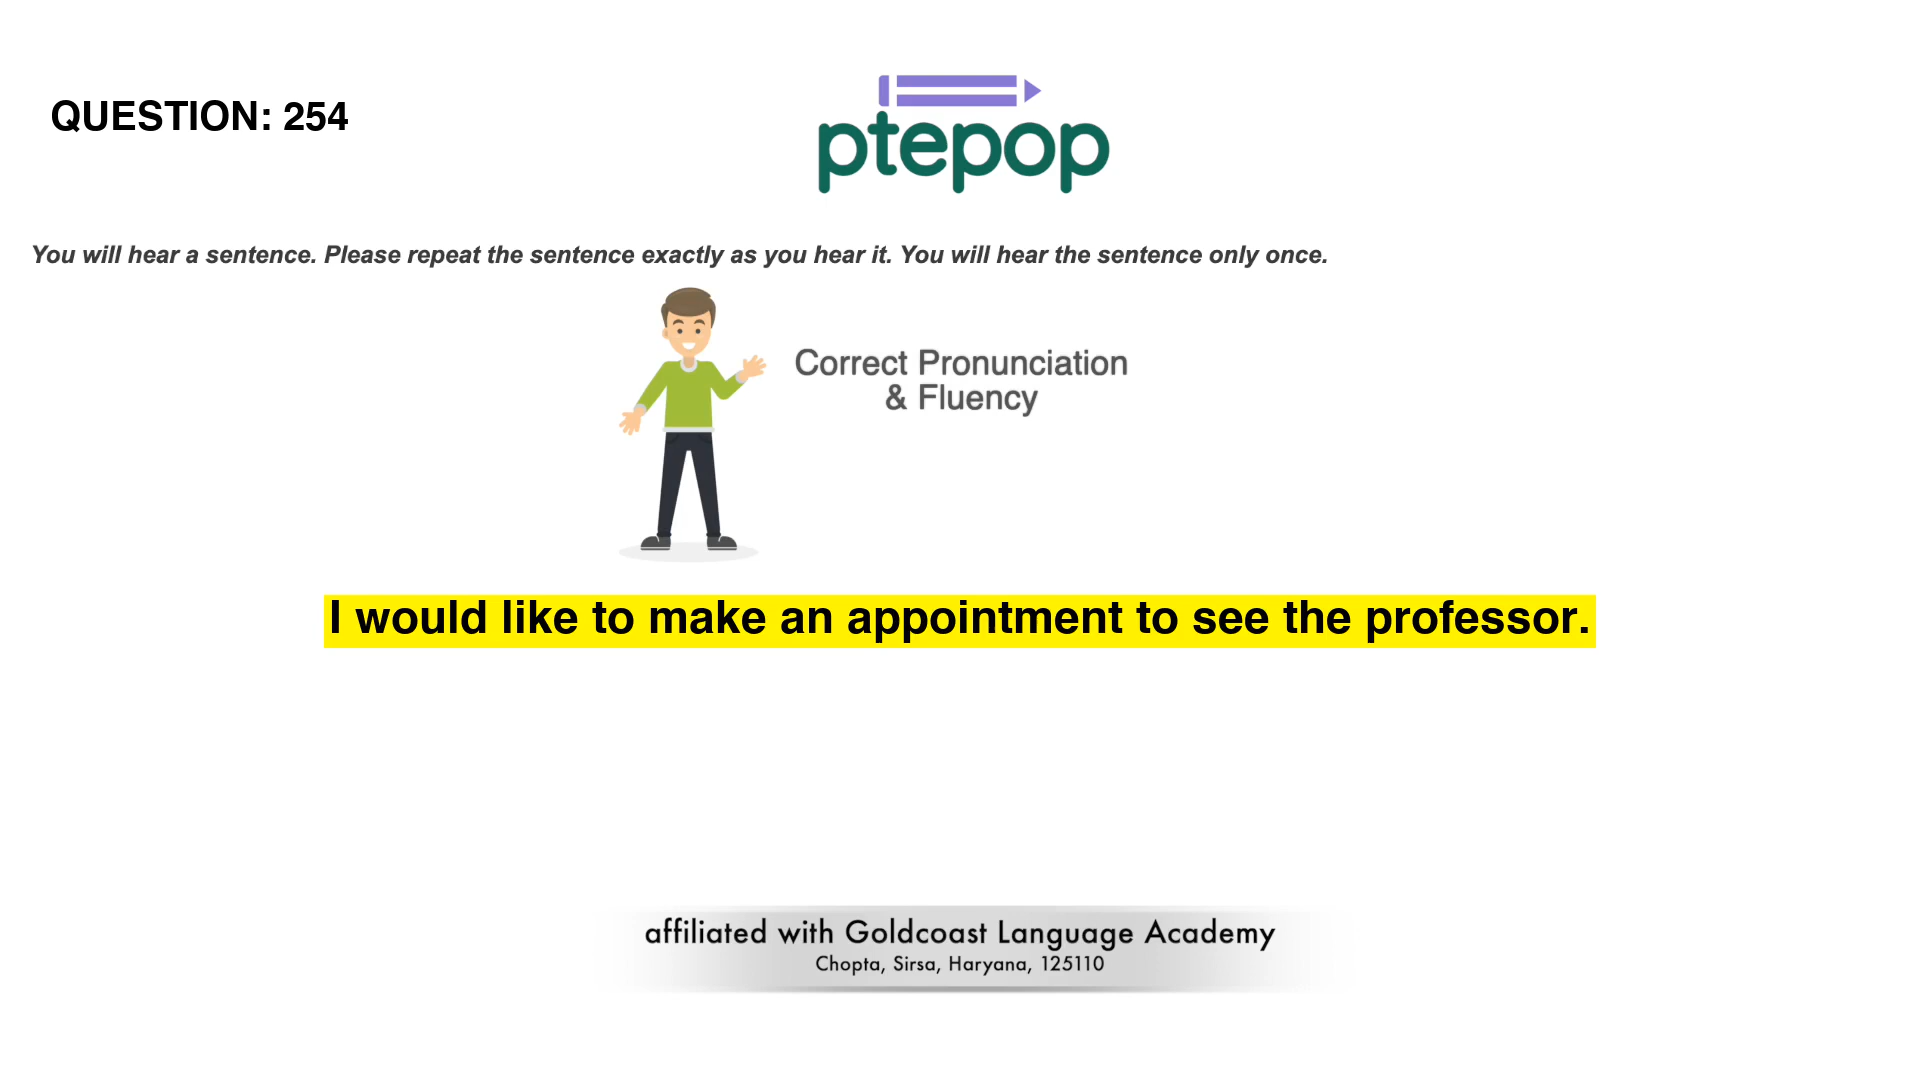 QUESTION: 254
ptepop
You will hear a sentence. Please repeat the sentence exactly as you hear it. You will hear the sentence only once.
Correct Pronunciation
& Fluency
I would like to make an appointment to see the professor.
affiliated with Goldcoast Language Academy
Chopta, Sirsa, Haryana, 125110